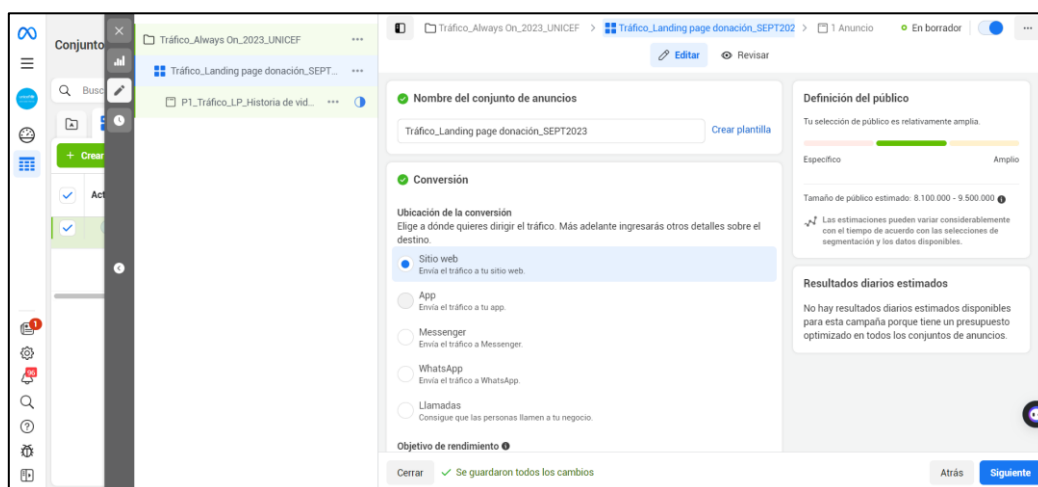 Conjunto
Busc
Crear
Act
1
96
Tráfico_Always On_2023_UNICEF
Tráfico_Landing page donación_SEPT...
P1_Tráfico_LP_Historia de vid...
Tráfico_Always On_2023_UNICEF
Tráfico_Landing page donación_SEPT202
1 Anuncio
En borrador
Editar
Revisar
Nombre del conjunto de anuncios
Tráfico_Landing page donación_SEPT2023
Crear plantilla
Conversión
Ubicación de la conversión
Elige a dónde quieres dirigir el tráfico. Más adelante ingresarás otros detalles sobre el
destino.
Sitio web
Envía el tráfico a tu sitio web.
App
Envía el tráfico a tu app.
Messenger
Envía el tráfico a Messenger.
WhatsApp
Envía el tráfico a WhatsApp.
Llamadas
Consigue que las personas llamen a tu negocio.
Objetivo de rendimiento
Definición del público
Tu selección de público es relativamente amplia.
Específico
Amplio
Tamaño de público estimado: 8.100.000 - 9.500.000
Las estimaciones pueden variar considerablemente
con el tiempo de acuerdo con las selecciones de
segmentación y los datos disponibles.
Resultados diarios estimados
No hay resultados diarios estimados disponibles
para esta campaña porque tiene un presupuesto
optimizado en todos los conjuntos de anuncios.
Cerrar
Se guardaron todos los cambios
Atrás
Siguiente